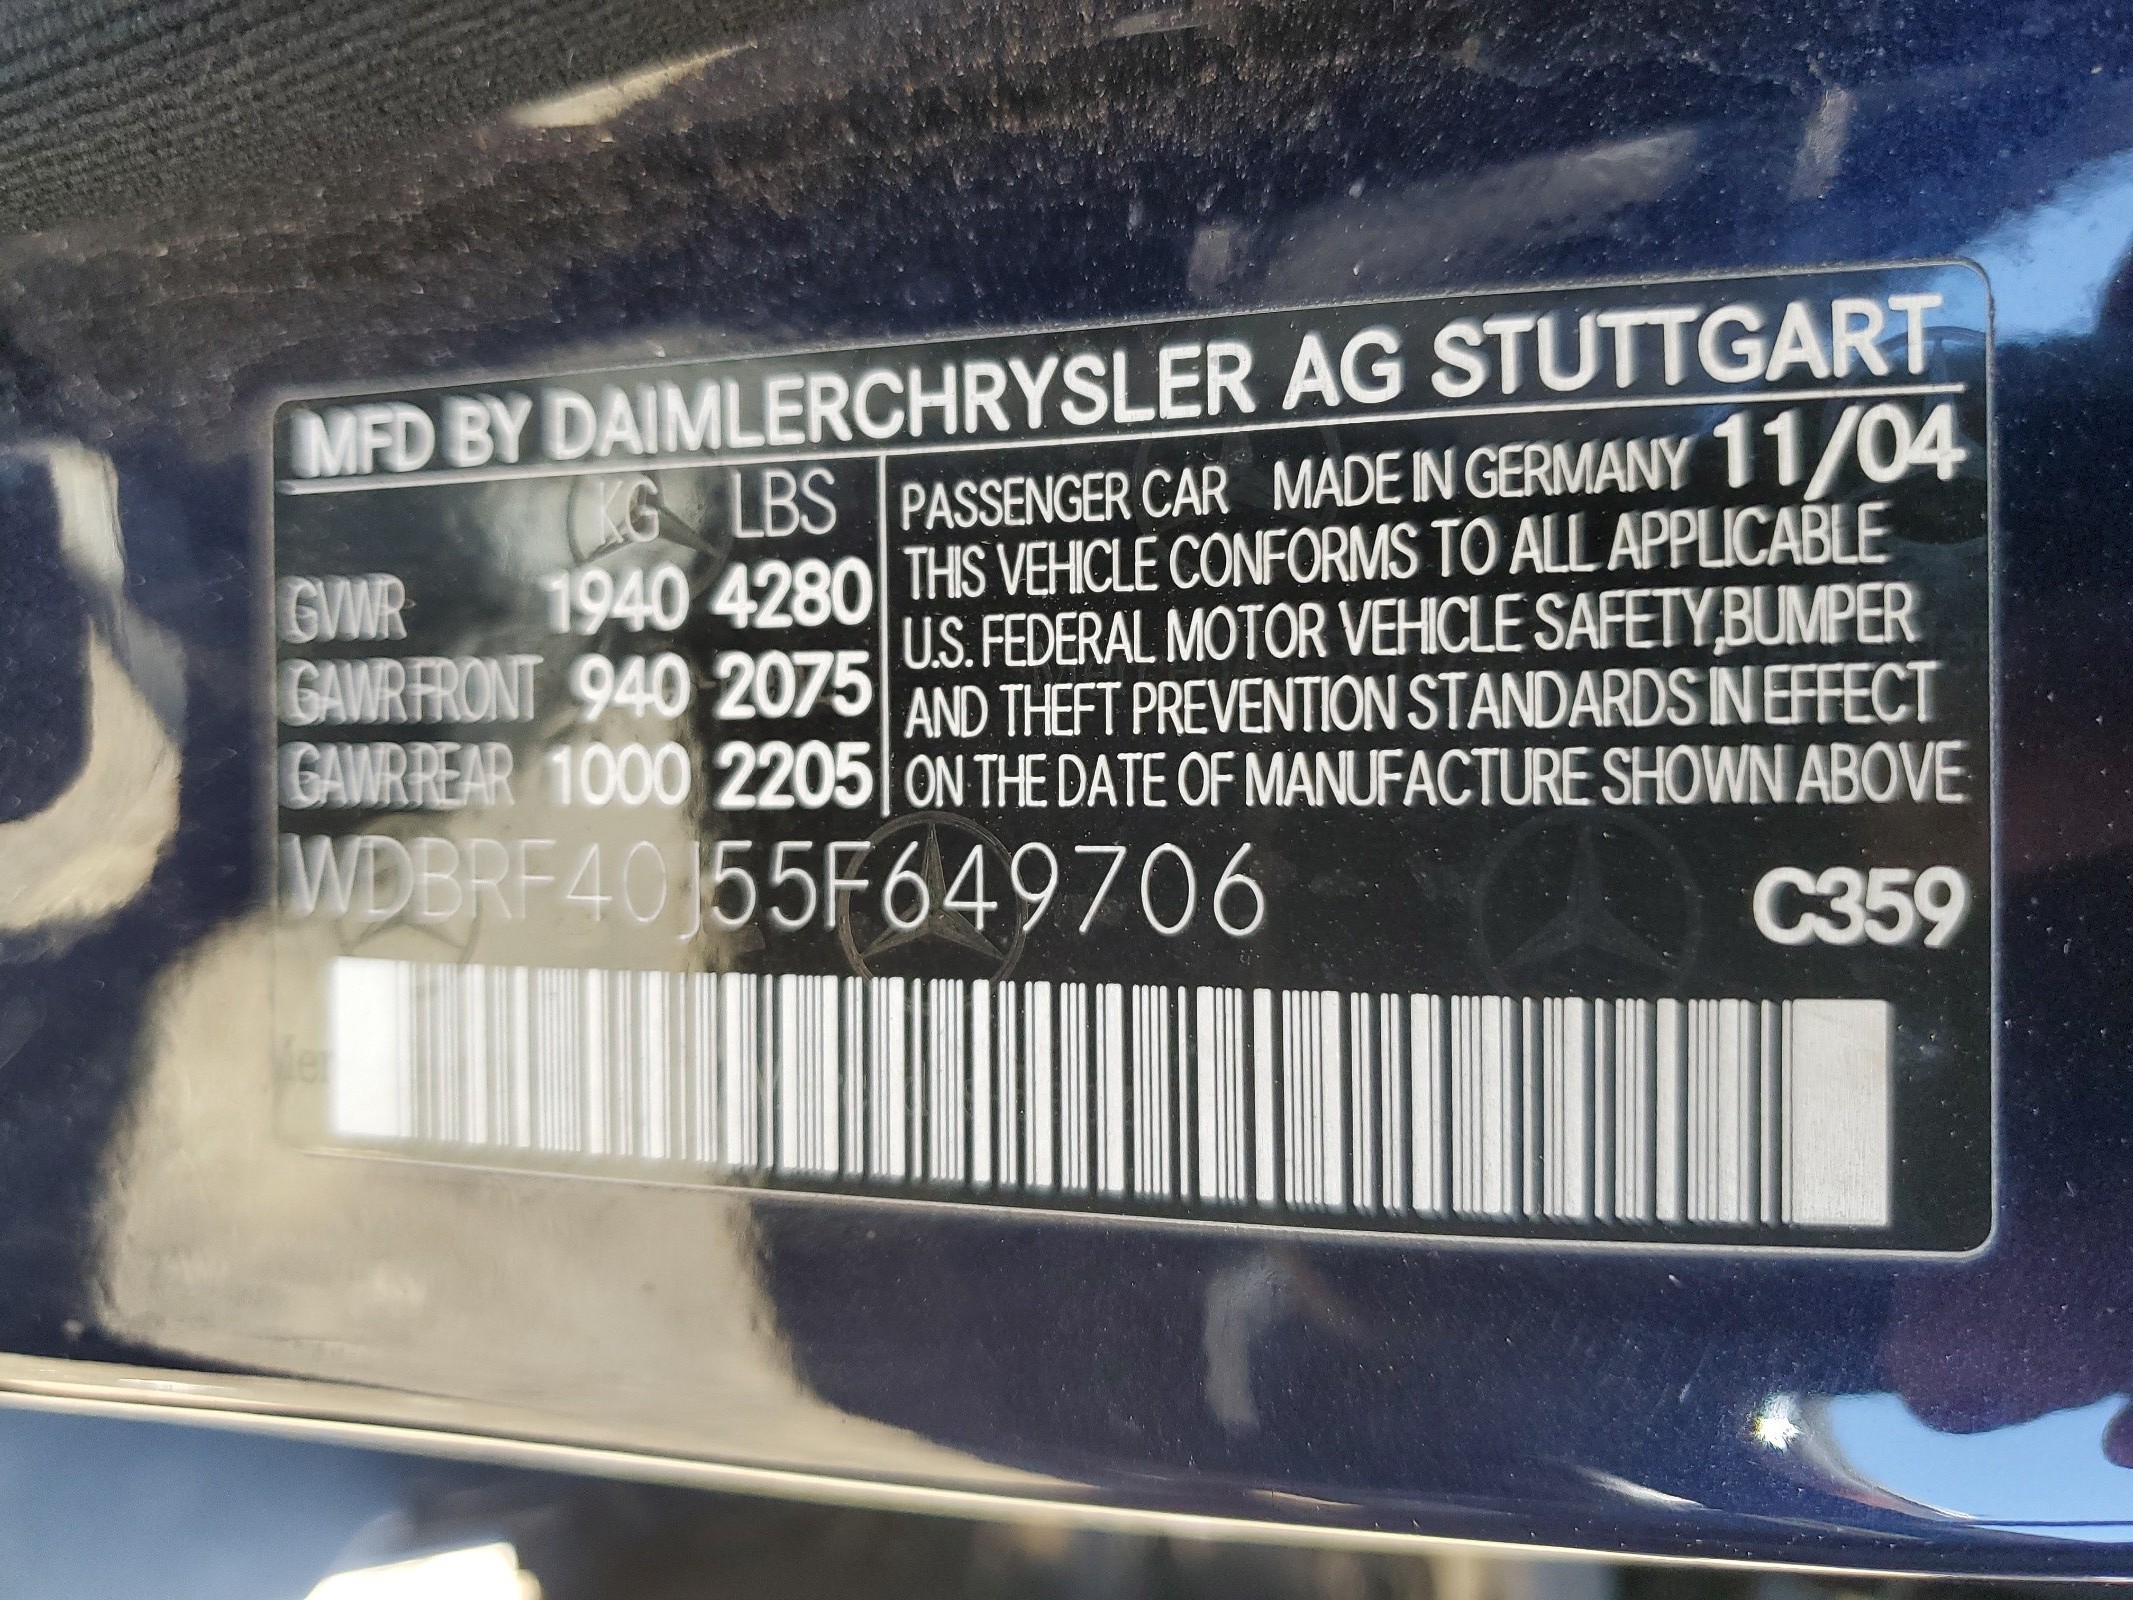 MFD BY DAIMLERCHRYSLER AG STUTTGART
KG LBS
GVWR 1940 4280
GAWR FRONT 940 2075
GAWR REAR 1000 2205
PASSENGER CAR MADE IN GERMANY 11/04
THIS VEHICLE CONFORMS TO ALL APPLICABLE
U.S. FEDERAL MOTOR VEHICLE SAFETY,BUMPER
AND THEFT PREVENTION STANDARDS IN EFFECT
ON THE DATE OF MANUFACTURE SHOWN ABOVE
WDBRF40J55F649706 C359